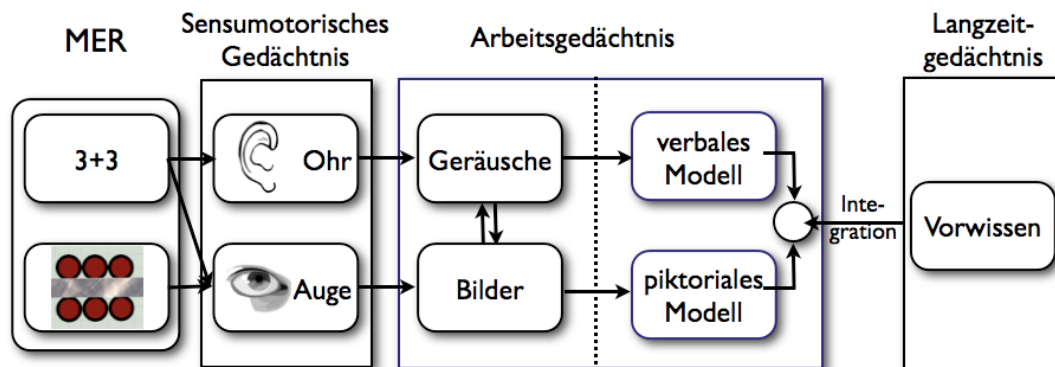 MER
Sensumotorisches
Gedächtnis
Arbeitsgedächtnis
Langzeit-
gedächtnis
3+3
Ohr
Geräusche
verbales
Modell
Inte-
gration
Vorwissen
Auge
Bilder
piktoriales
Modell